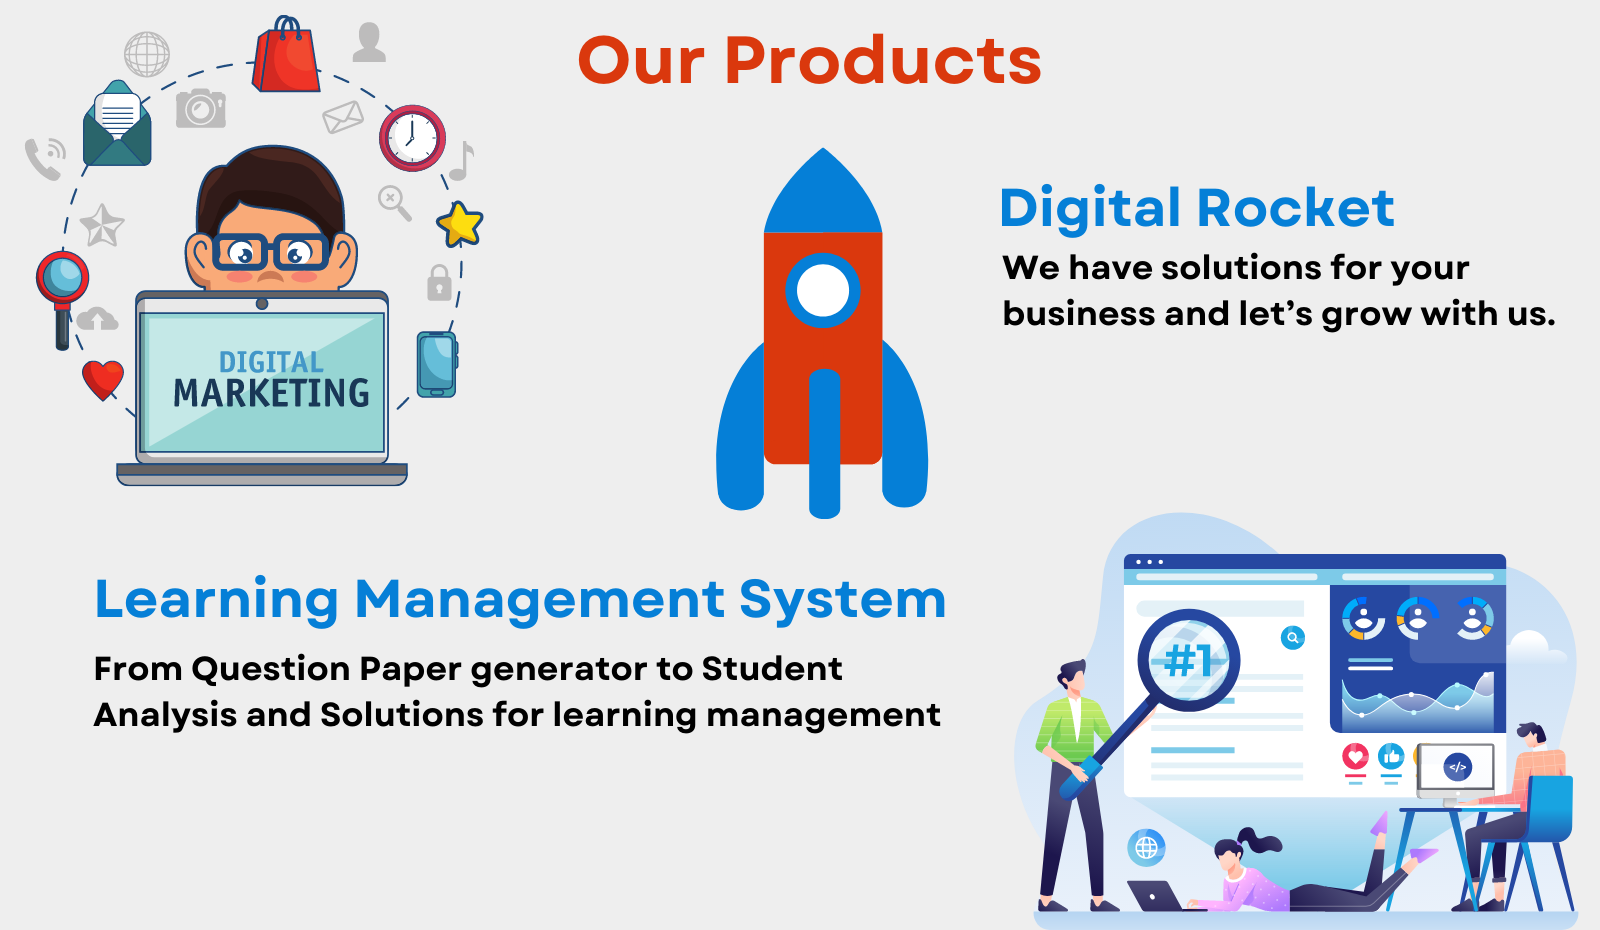 Our Products
DIGITAL
MARKETING
Digital Rocket
We have solutions for your
business and let’s grow with us.
Learning Management System
From Question Paper generator to Student
Analysis and Solutions for learning management
#1
</>